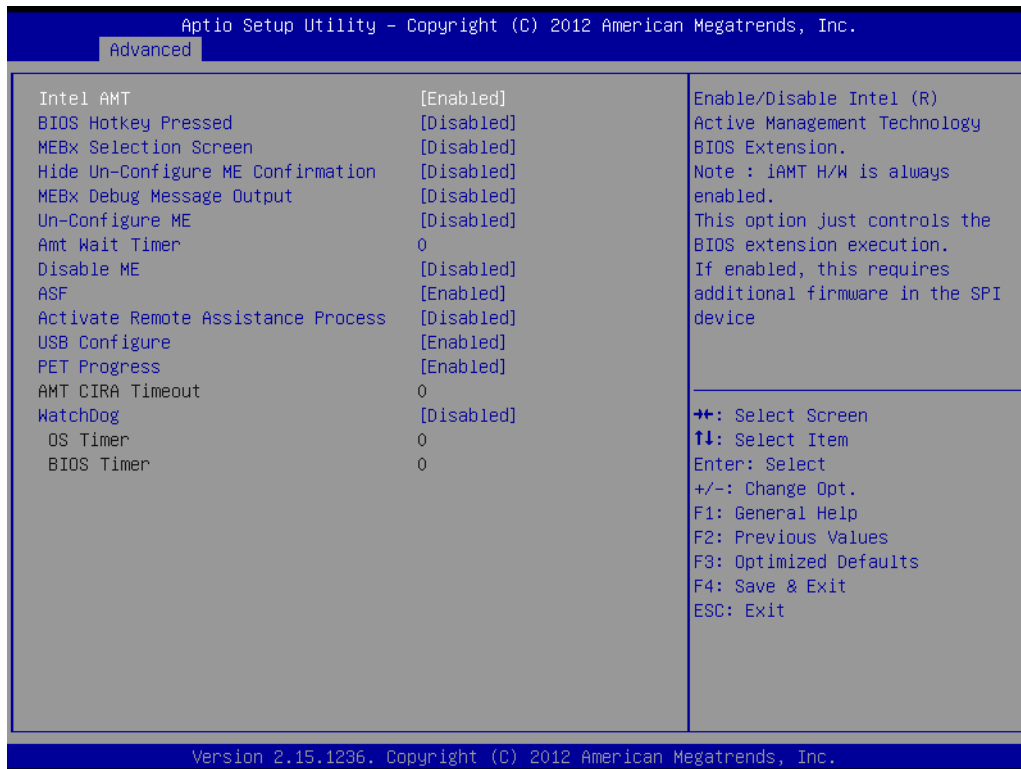 Aptio Setup Utility – Copyright (C) 2012 American Megatrends, Inc.
Advanced
Intel AMT [Enabled]
BIOS Hotkey Pressed [Disabled]
MEBx Selection Screen [Disabled]
Hide Un-Configure ME Confirmation [Disabled]
MEBx Debug Message Output [Disabled]
Un-Configure ME [Disabled]
Amt Wait Timer 0
Disable ME [Disabled]
ASF [Enabled]
Activate Remote Assistance Process [Disabled]
USB Configure [Enabled]
PET Progress [Enabled]
AMT CIRA Timeout 0
WatchDog [Disabled]
OS Timer 0
BIOS Timer 0
Enable/Disable Intel (R)
Active Management Technology
BIOS Extension.
Note : iAMT H/W is always
enabled.
This option just controls the
BIOS extension execution.
If enabled, this requires
additional firmware in the SPI
device
→←: Select Screen
↑↓: Select Item
Enter: Select
+/-: Change Opt.
F1: General Help
F2: Previous Values
F3: Optimized Defaults
F4: Save & Exit
ESC: Exit
Version 2.15.1236. Copyright (C) 2012 American Megatrends, Inc.